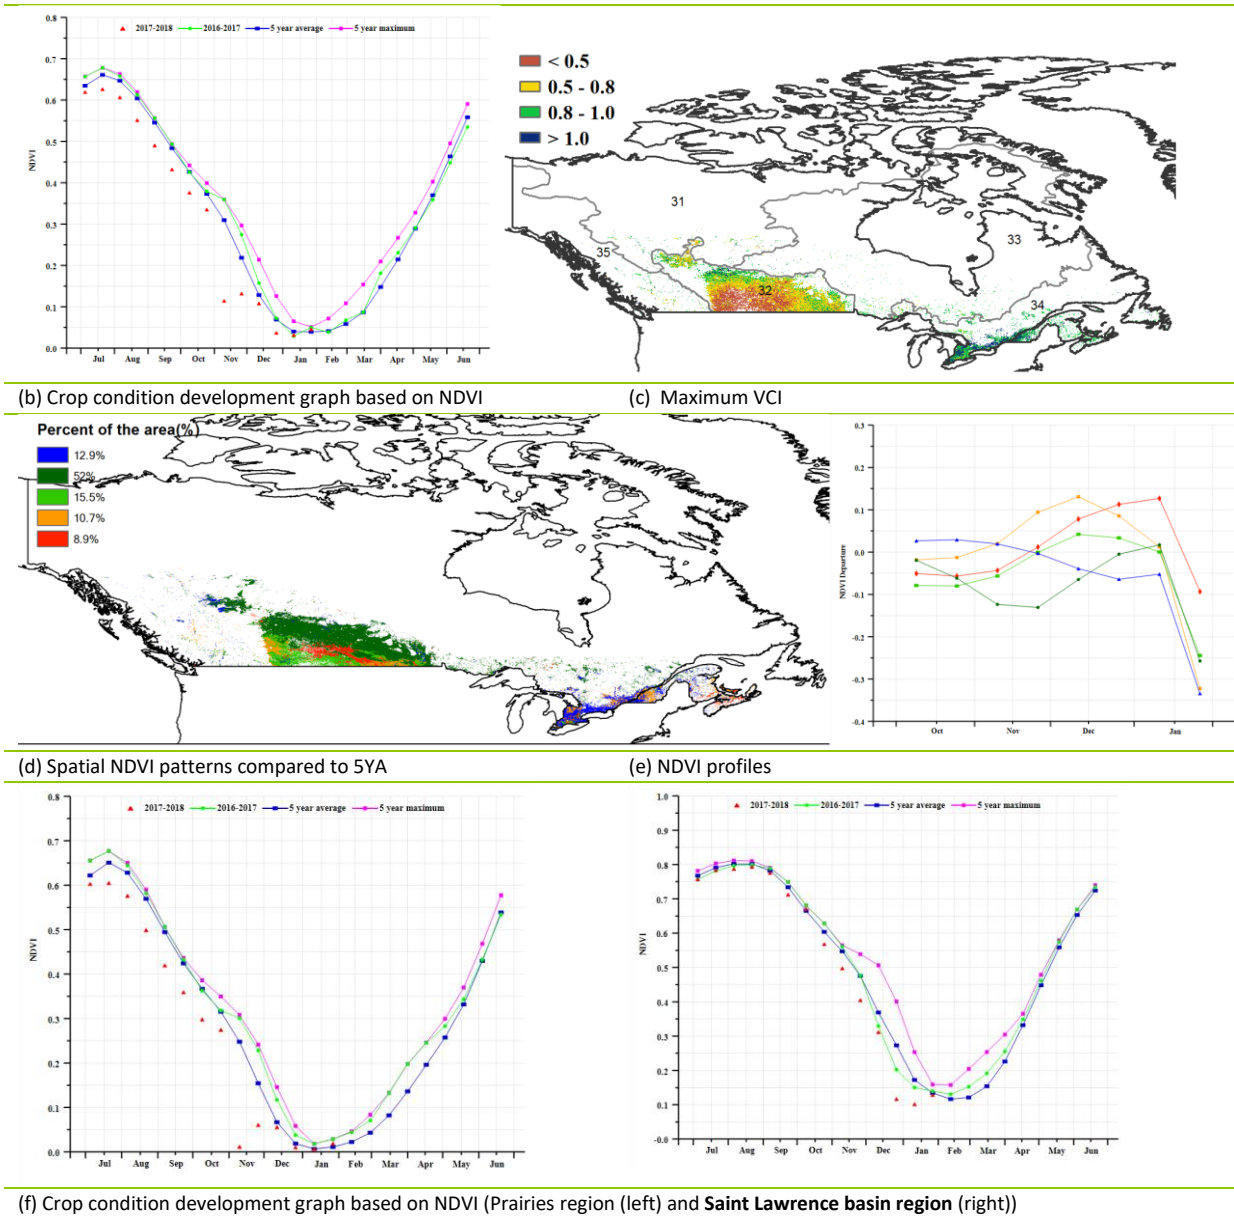 2017-2018 2016-2017 5 year average 5 year maximum
0.8
0.7
0.6
0.5
0.4
0.3
0.2
0.1
0.0
NDVI
Jul Aug Sep Oct Nov Dec Jan Feb Mar Apr May Jun
< 0.5
0.5 - 0.8
0.8 - 1.0
> 1.0
31
35
32
33
34
(b) Crop condition development graph based on NDVI
(c) Maximum VCI
Percent of the area(%)
12.9%
52%
15.5%
10.7%
8.9%
0.3
0.2
0.1
0.0
-0.1
-0.2
-0.3
-0.4
NDVI Departure
Oct Nov Dec Jan
(d) Spatial NDVI patterns compared to 5YA
(e) NDVI profiles
2017-2018 2016-2017 5 year average 5 year maximum
0.8
0.7
0.6
0.5
0.4
0.3
0.2
0.1
0.0
NDVI
Jul Aug Sep Oct Nov Dec Jan Feb Mar Apr May Jun
2017-2018 2016-2017 5 year average 5 year maximum
1.0
0.9
0.8
0.7
0.6
0.5
0.4
0.3
0.2
0.1
-0.0
NDVI
Jul Aug Sep Oct Nov Dec Jan Feb Mar Apr May Jun
(f) Crop condition development graph based on NDVI (Prairies region (left) and Saint Lawrence basin region (right))